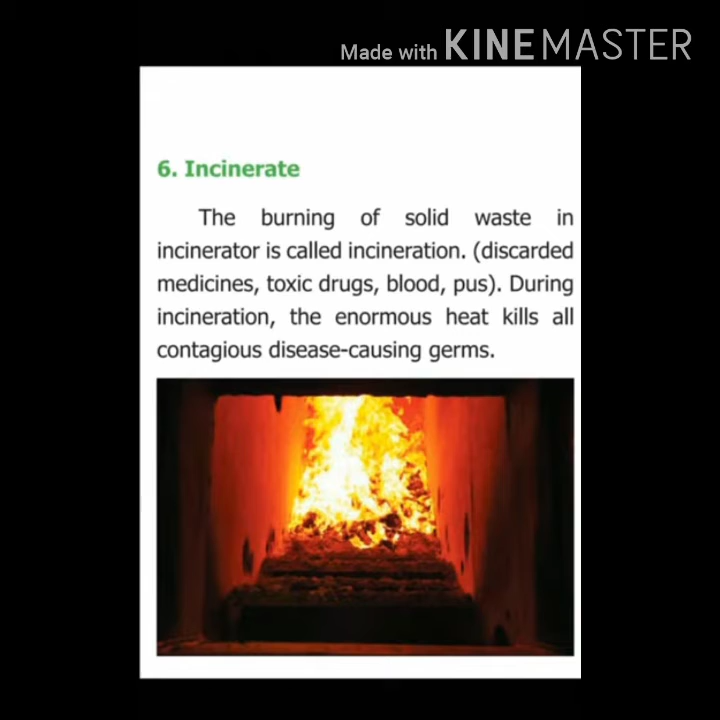 Made with KINEMASTER
6. Incinerate
The burning of solid waste in
incinerator is called incineration. (discarded
medicines, toxic drugs, blood, pus). During
incineration, the enormous heat kills all
contagious disease-causing germs.